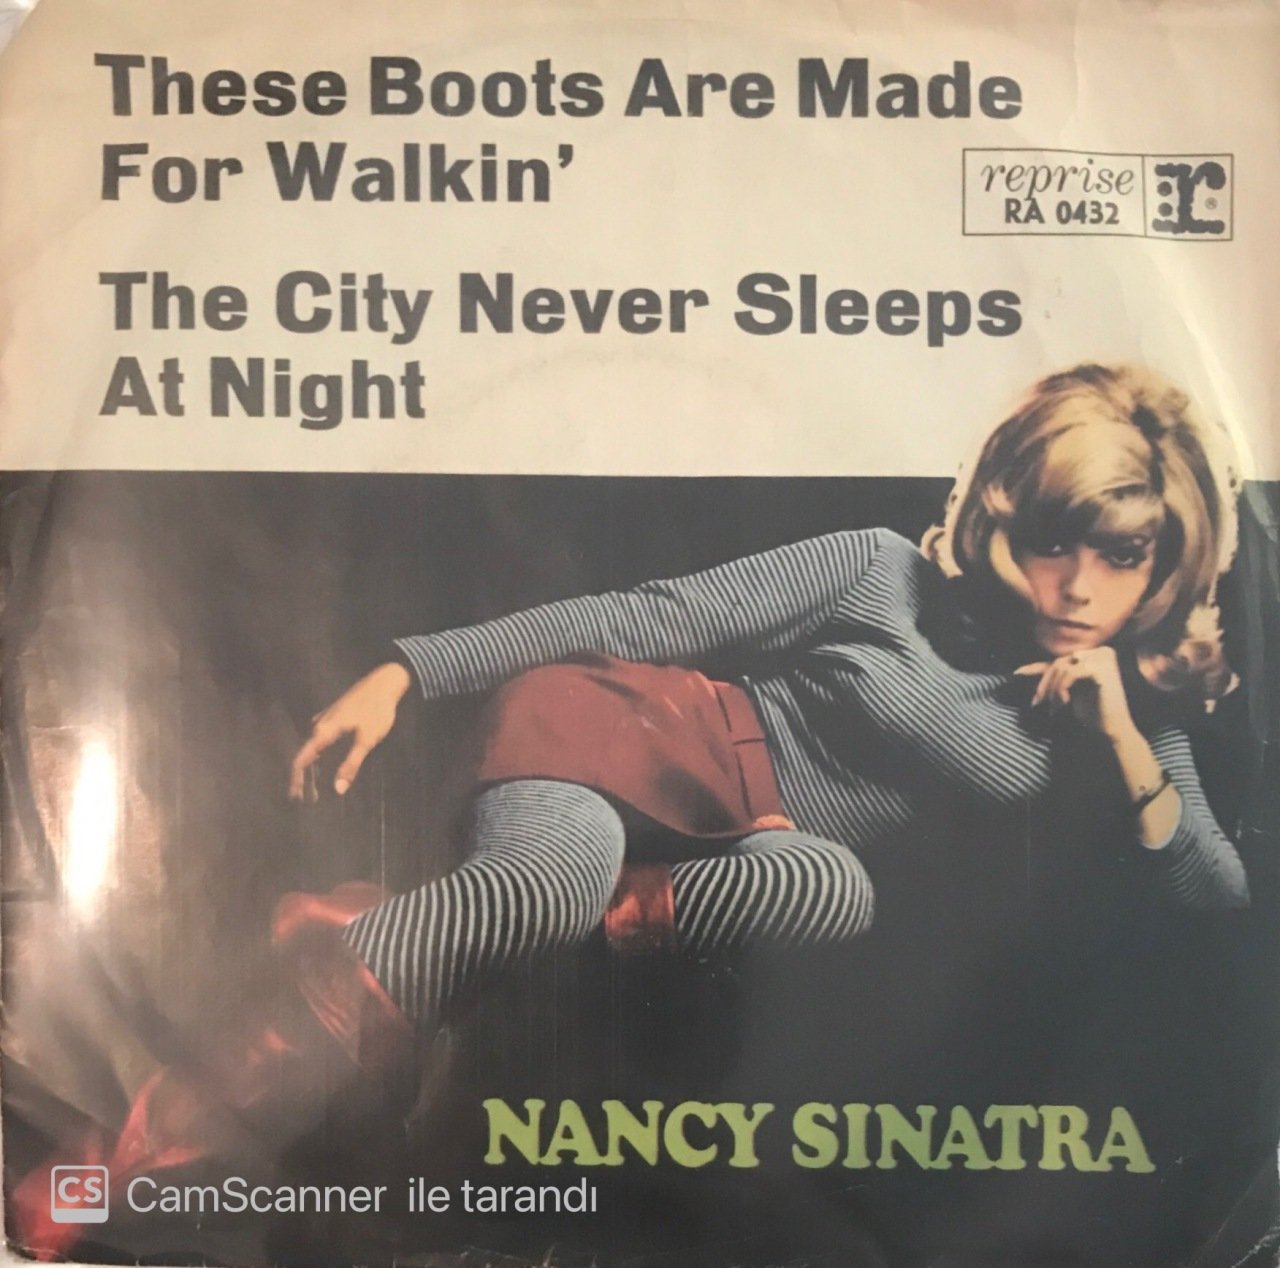 These Boots Are Made
For Walkin’
reprise
RA 0432
r®
The City Never Sleeps
At Night
NANCY SINATRA
CS CamScanner ile tarandı